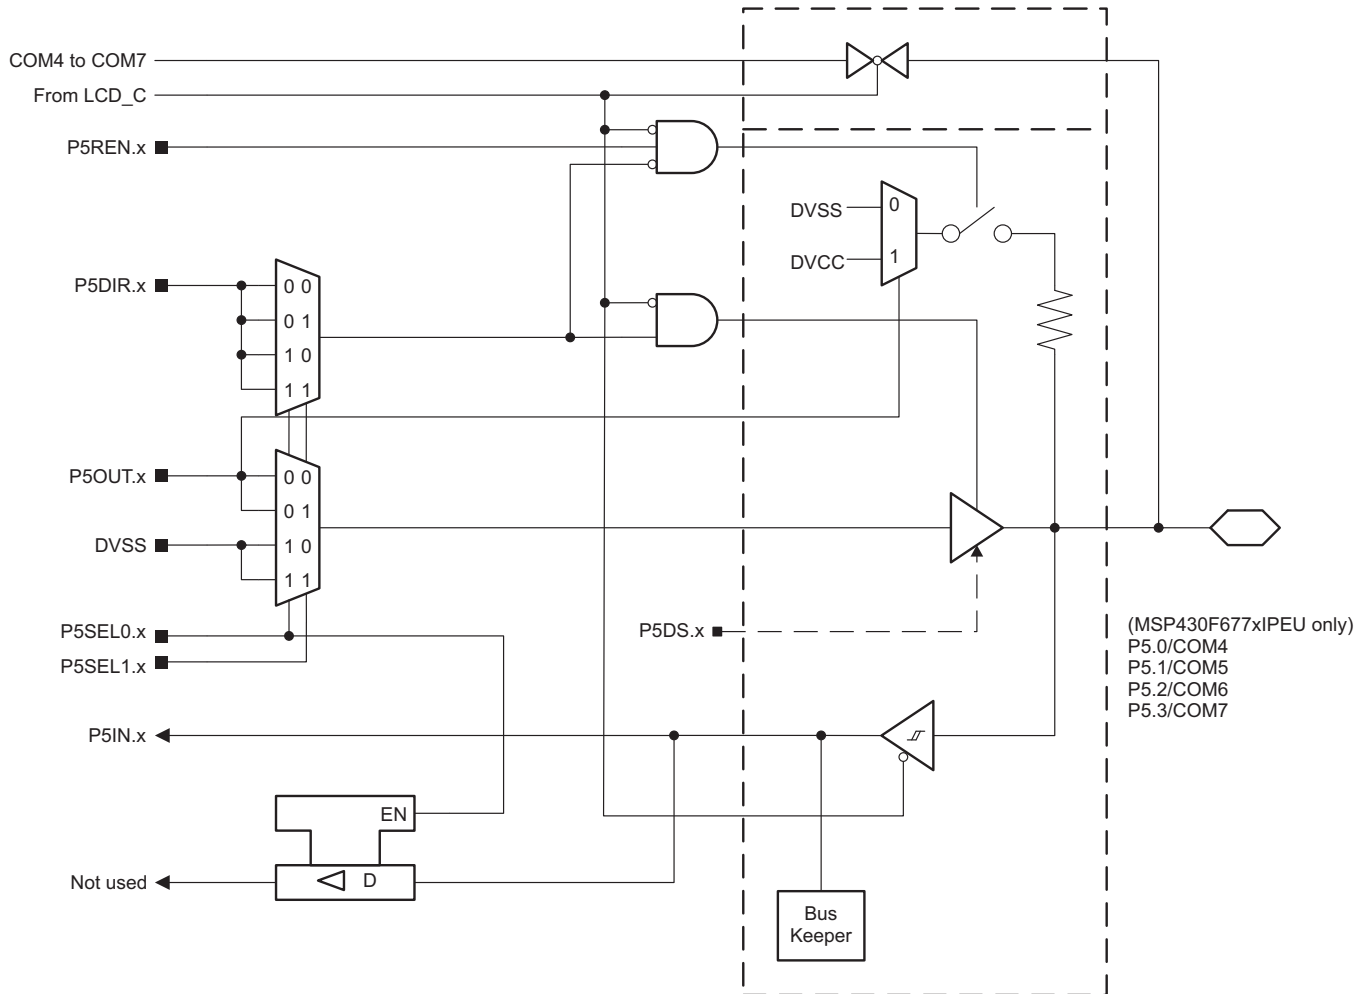 COM4 to COM7
From LCD_C
P5REN.x
DVSS
0
DVCC
1
P5DIR.x
0 0
0 1
1 0
1 1
P5OUT.x
0 0
0 1
DVSS
1 0
1 1
P5SEL0.x
P5SEL1.x
P5DS.x
(MSP430F677xIPEU only)
P5.0/COM4
P5.1/COM5
P5.2/COM6
P5.3/COM7
P5IN.x
EN
Not used
D
Bus
Keeper